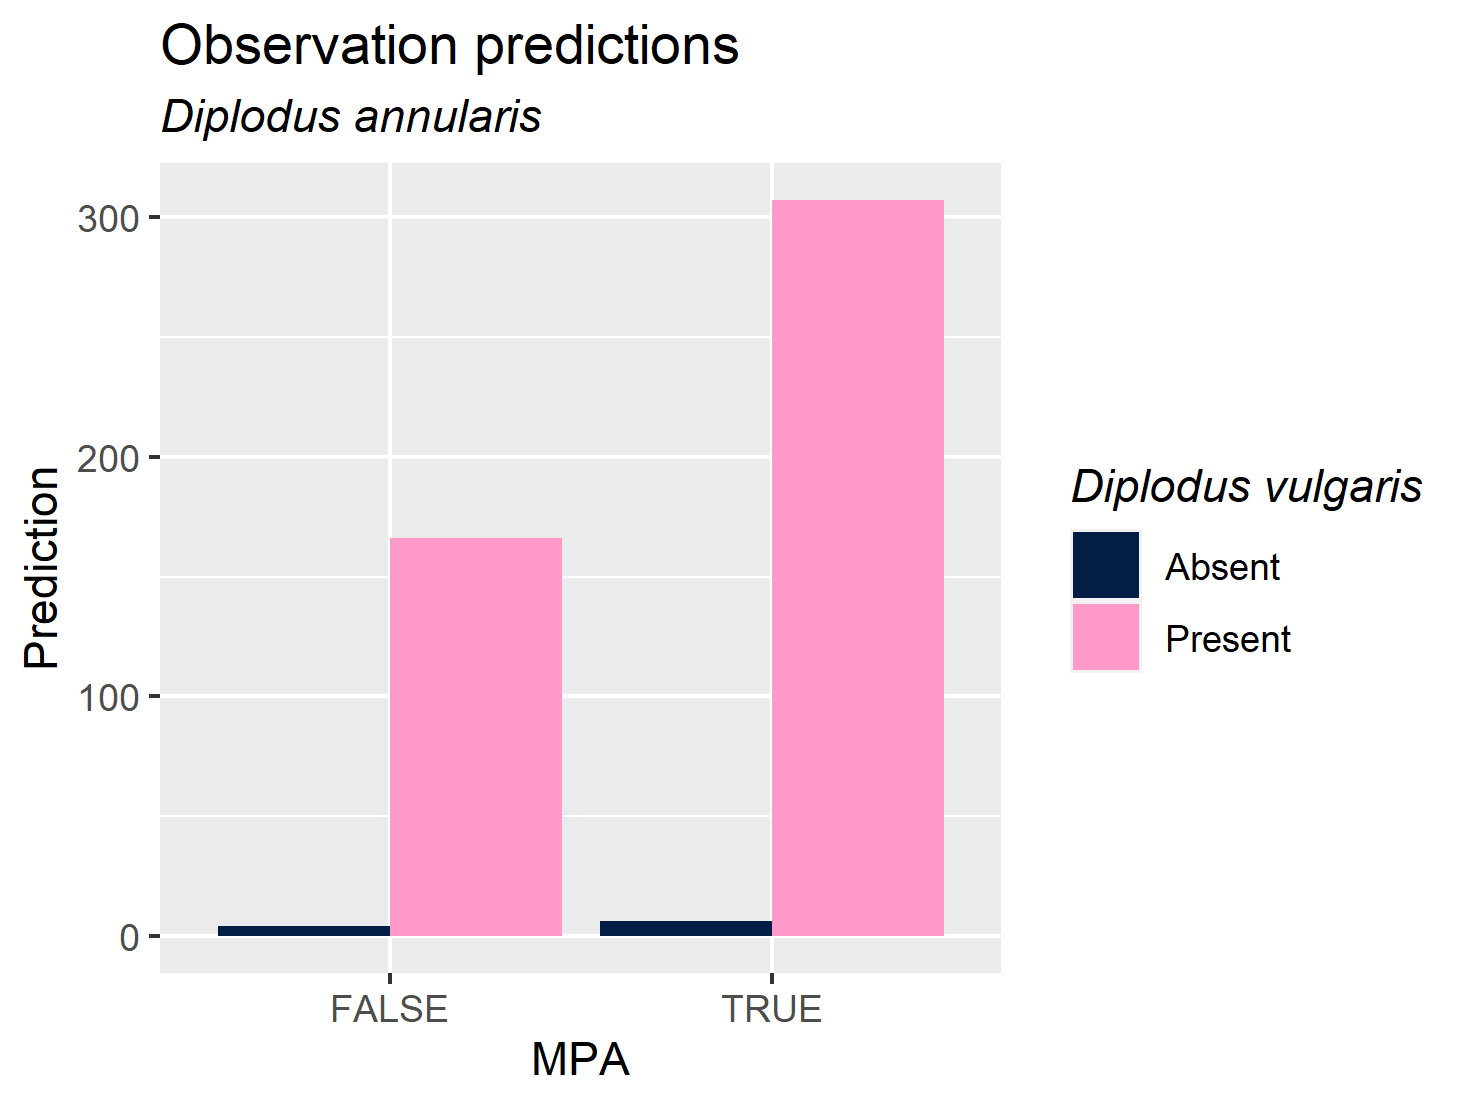 Observation predictions
Diplodus annularis
300
200
100
0
Prediction
FALSE
TRUE
MPA
Diplodus vulgaris
Absent
Present